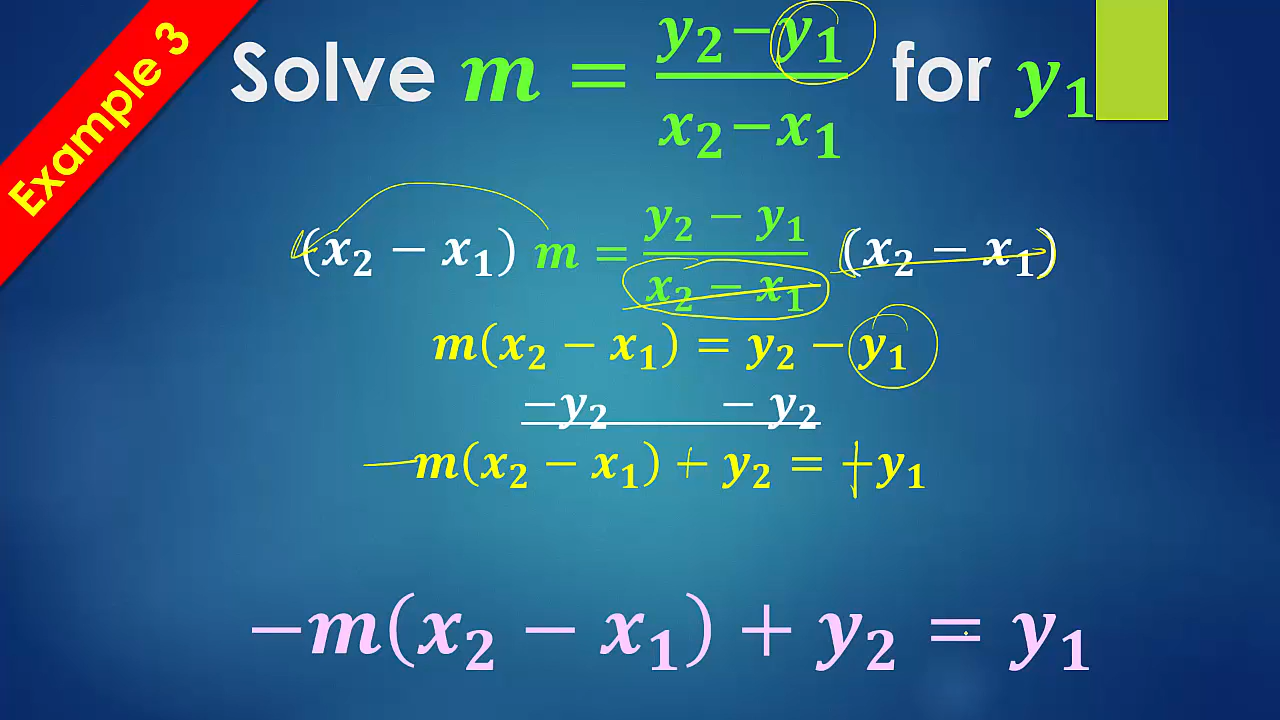 Example 3
Solve m = (y₂−y₁)/(x₂−x₁) for y₁
(x₂ − x₁) m = (y₂ − y₁)/(x₂ − x₁) (x₂ − x₁)
m(x₂ − x₁) = y₂ − y₁
−y₂ − y₂
−m(x₂ − x₁) + y₂ = +y₁
−m(x₂ − x₁) + y₂ = y₁